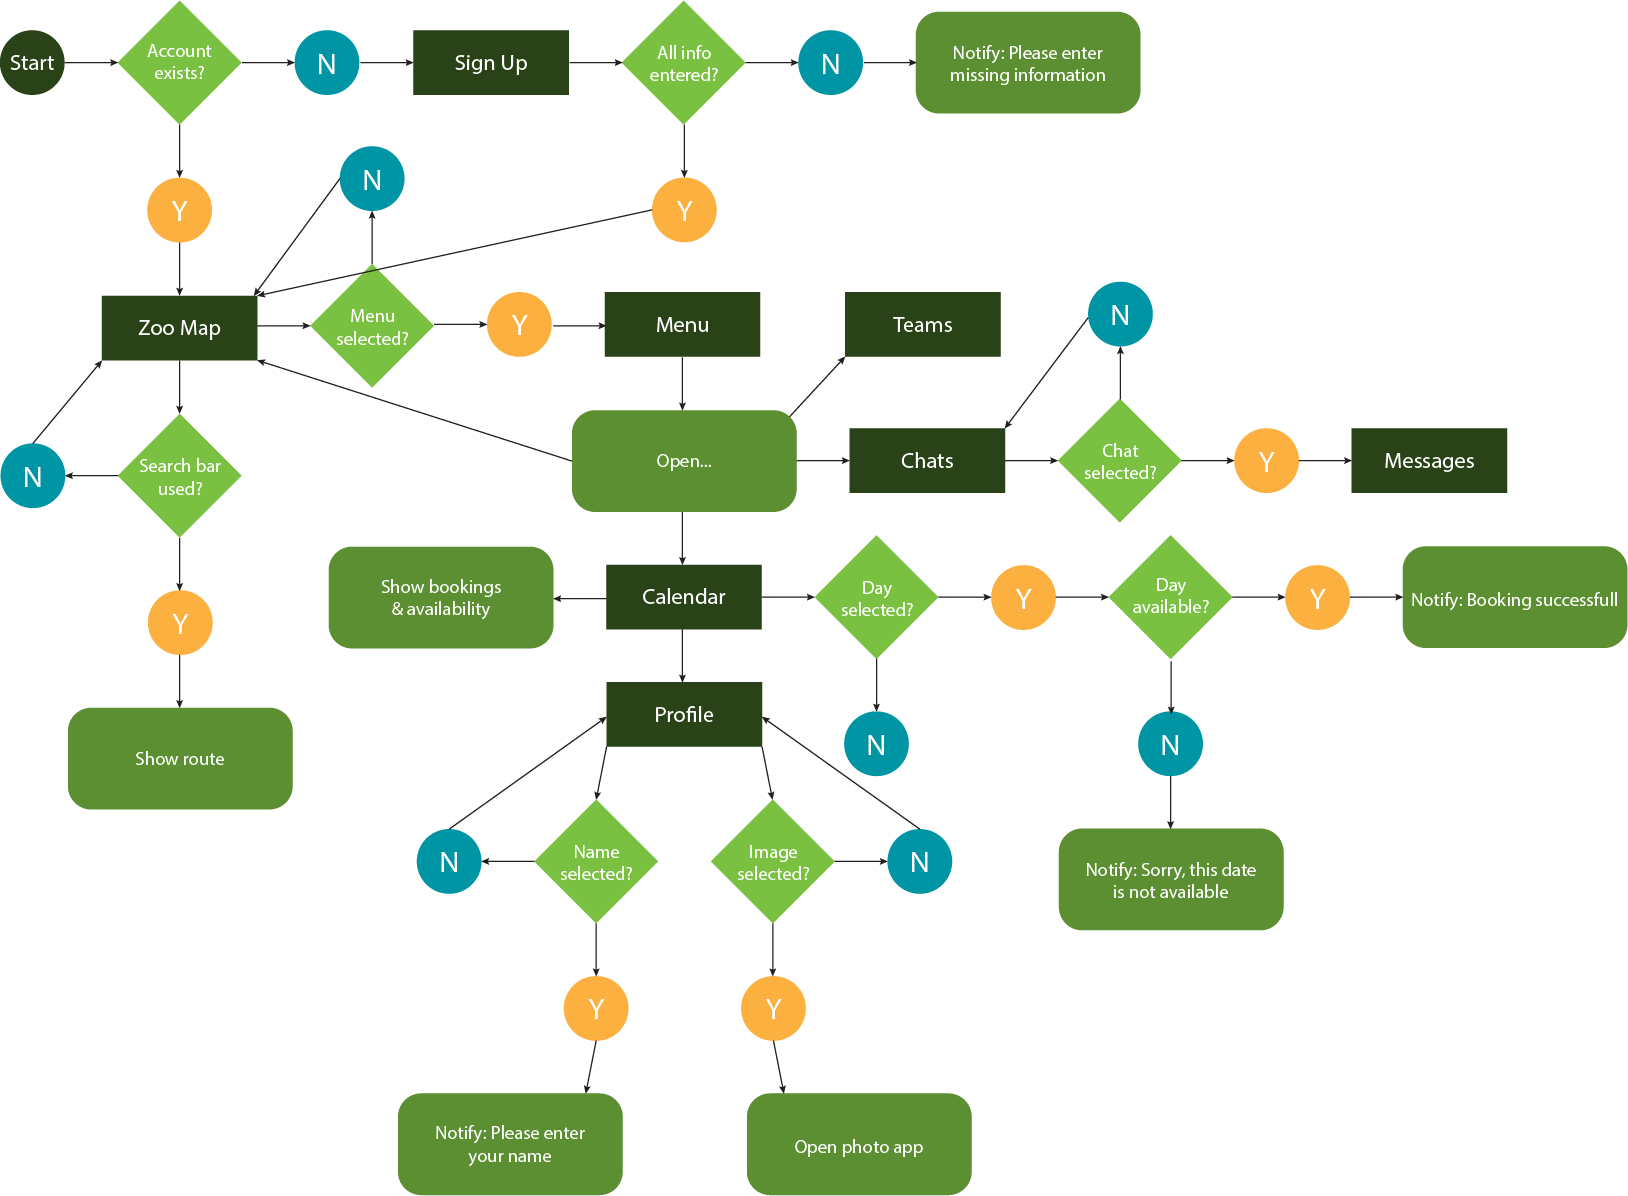 Start
Account
exists?
N
Sign Up
All info
entered?
N
Notify: Please enter
missing information
Y
N
Y
Zoo Map
Menu
selected?
Y
Menu
Teams
N
Search bar
used?
N
Open...
Chats
Chat
selected?
Y
Messages
Y
Show route
Show bookings
& availability
Calendar
Day
selected?
Y
Day
available?
Y
Notify: Booking successfull
N
N
Notify: Sorry, this date
is not available
Profile
N
Name
selected?
Image
selected?
N
Y
Y
Notify: Please enter
your name
Open photo app